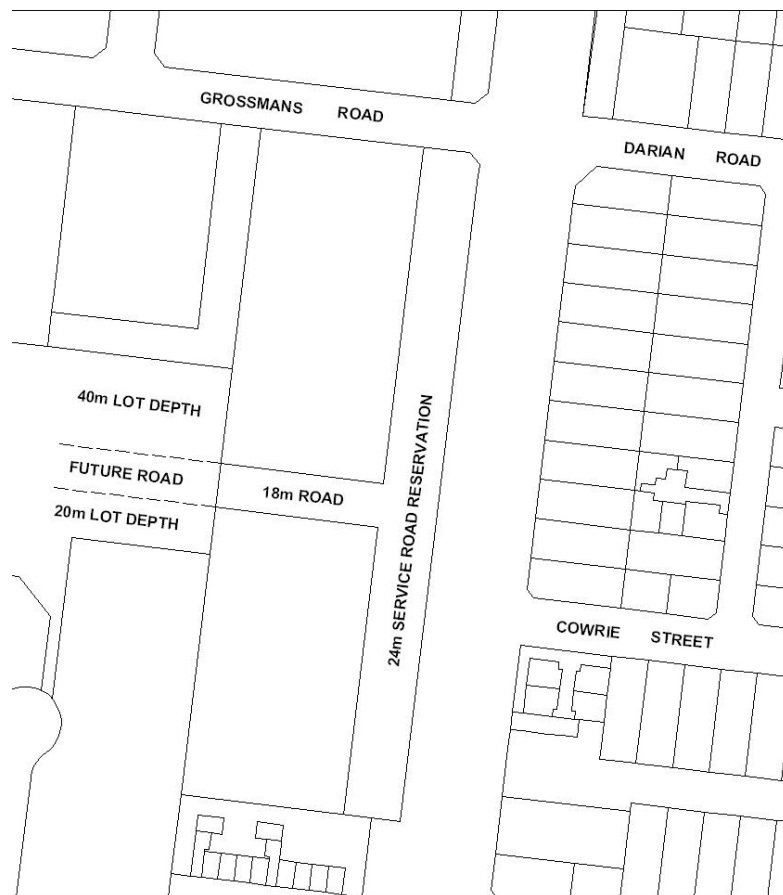 GROSSMANS ROAD
DARIAN ROAD
40m LOT DEPTH
FUTURE ROAD
18m ROAD
20m LOT DEPTH
24m SERVICE ROAD RESERVATION
COWRIE STREET